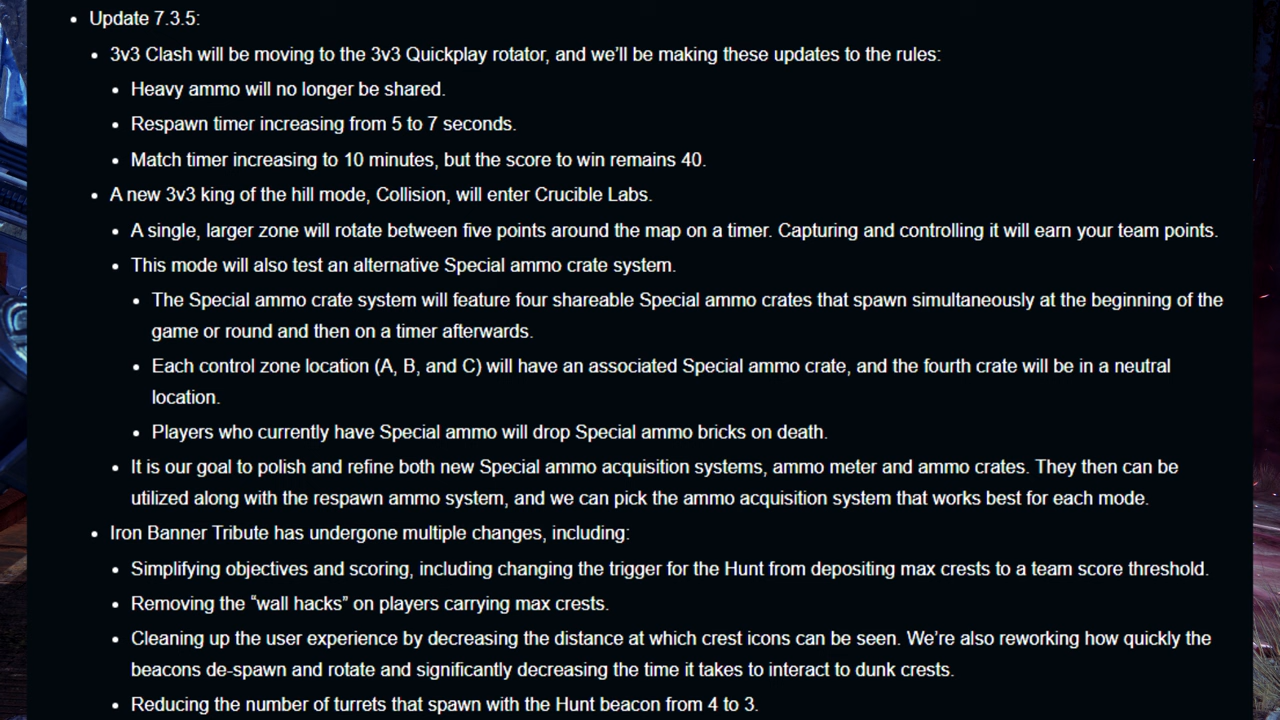 Update 7.3.5:
3v3 Clash will be moving to the 3v3 Quickplay rotator, and we’ll be making these updates to the rules:
Heavy ammo will no longer be shared.
Respawn timer increasing from 5 to 7 seconds.
Match timer increasing to 10 minutes, but the score to win remains 40.
A new 3v3 king of the hill mode, Collision, will enter Crucible Labs.
A single, larger zone will rotate between five points around the map on a timer. Capturing and controlling it will earn your team points.
This mode will also test an alternative Special ammo crate system.
The Special ammo crate system will feature four shareable Special ammo crates that spawn simultaneously at the beginning of the
game or round and then on a timer afterwards.
Each control zone location (A, B, and C) will have an associated Special ammo crate, and the fourth crate will be in a neutral
location.
Players who currently have Special ammo will drop Special ammo bricks on death.
It is our goal to polish and refine both new Special ammo acquisition systems, ammo meter and ammo crates. They then can be
utilized along with the respawn ammo system, and we can pick the ammo acquisition system that works best for each mode.
Iron Banner Tribute has undergone multiple changes, including:
Simplifying objectives and scoring, including changing the trigger for the Hunt from depositing max crests to a team score threshold.
Removing the “wall hacks” on players carrying max crests.
Cleaning up the user experience by decreasing the distance at which crest icons can be seen. We’re also reworking how quickly the
beacons de-spawn and rotate and significantly decreasing the time it takes to interact to dunk crests.
Reducing the number of turrets that spawn with the Hunt beacon from 4 to 3.